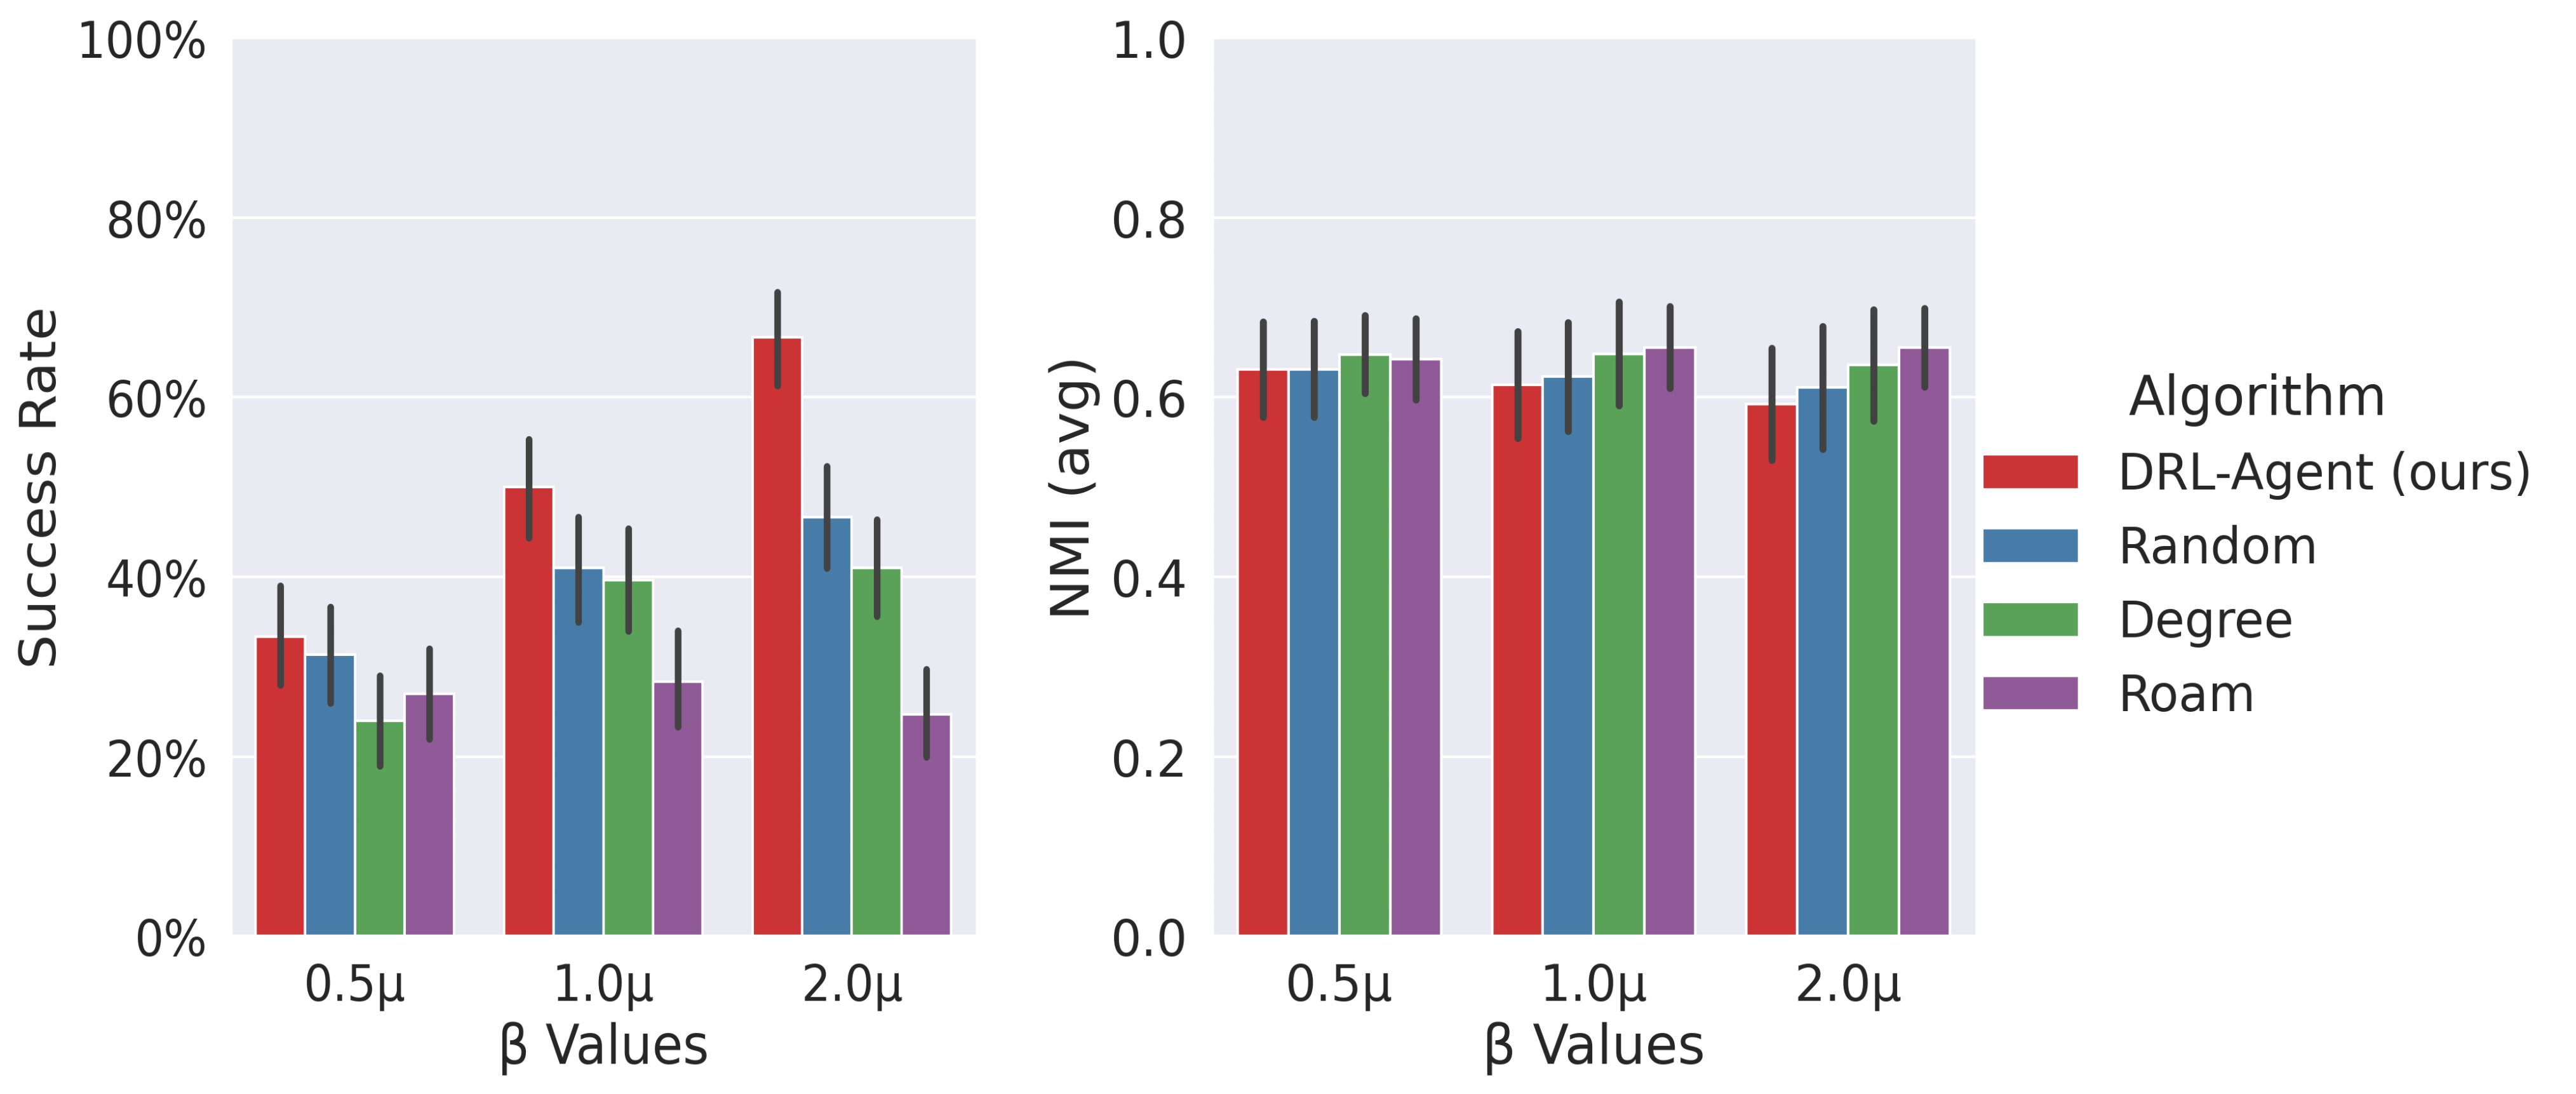 Success Rate
100%
80%
60%
40%
20%
0%
0.5μ 1.0μ 2.0μ
β Values
NMI (avg)
1.0
0.8
0.6
0.4
0.2
0.0
0.5μ 1.0μ 2.0μ
β Values
Algorithm
DRL-Agent (ours)
Random
Degree
Roam